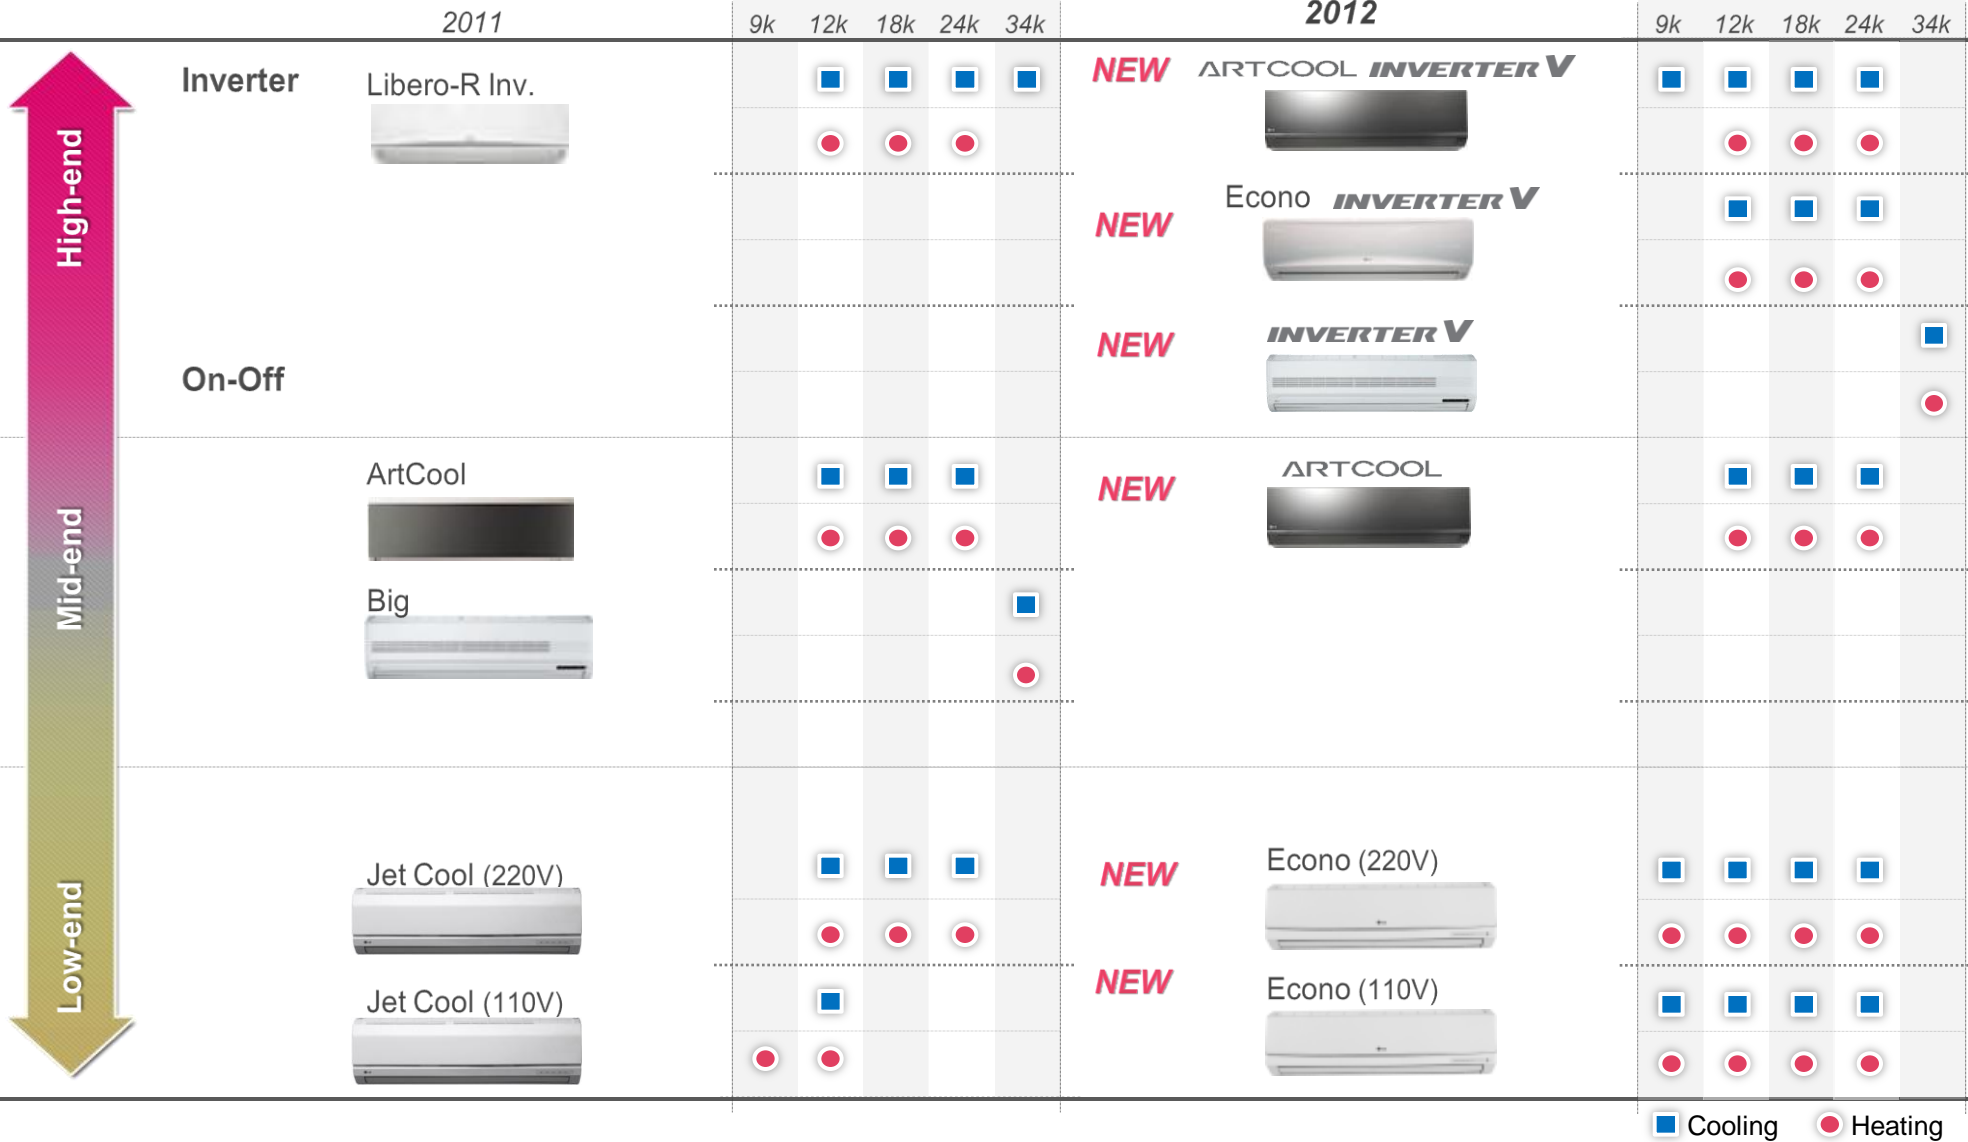 2011 9k 12k 18k 24k 34k 2012 9k 12k 18k 24k 34k
High-end
Mid-end
Low-end
Inverter
Libero-R Inv.
NEW ARTCOOL INVERTER V
NEW Econo INVERTER V
NEW INVERTER V
On-Off
ArtCool
NEW ARTCOOL
Big
Jet Cool (220V)
NEW Econo (220V)
Jet Cool (110V)
NEW Econo (110V)
Cooling Heating